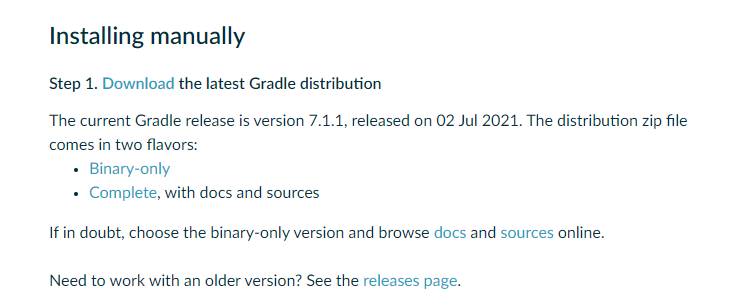 Installing manually
Step 1. Download the latest Gradle distribution
The current Gradle release is version 7.1.1, released on 02 Jul 2021. The distribution zip file
comes in two flavors:
• Binary-only
• Complete, with docs and sources
If in doubt, choose the binary-only version and browse docs and sources online.
Need to work with an older version? See the releases page.